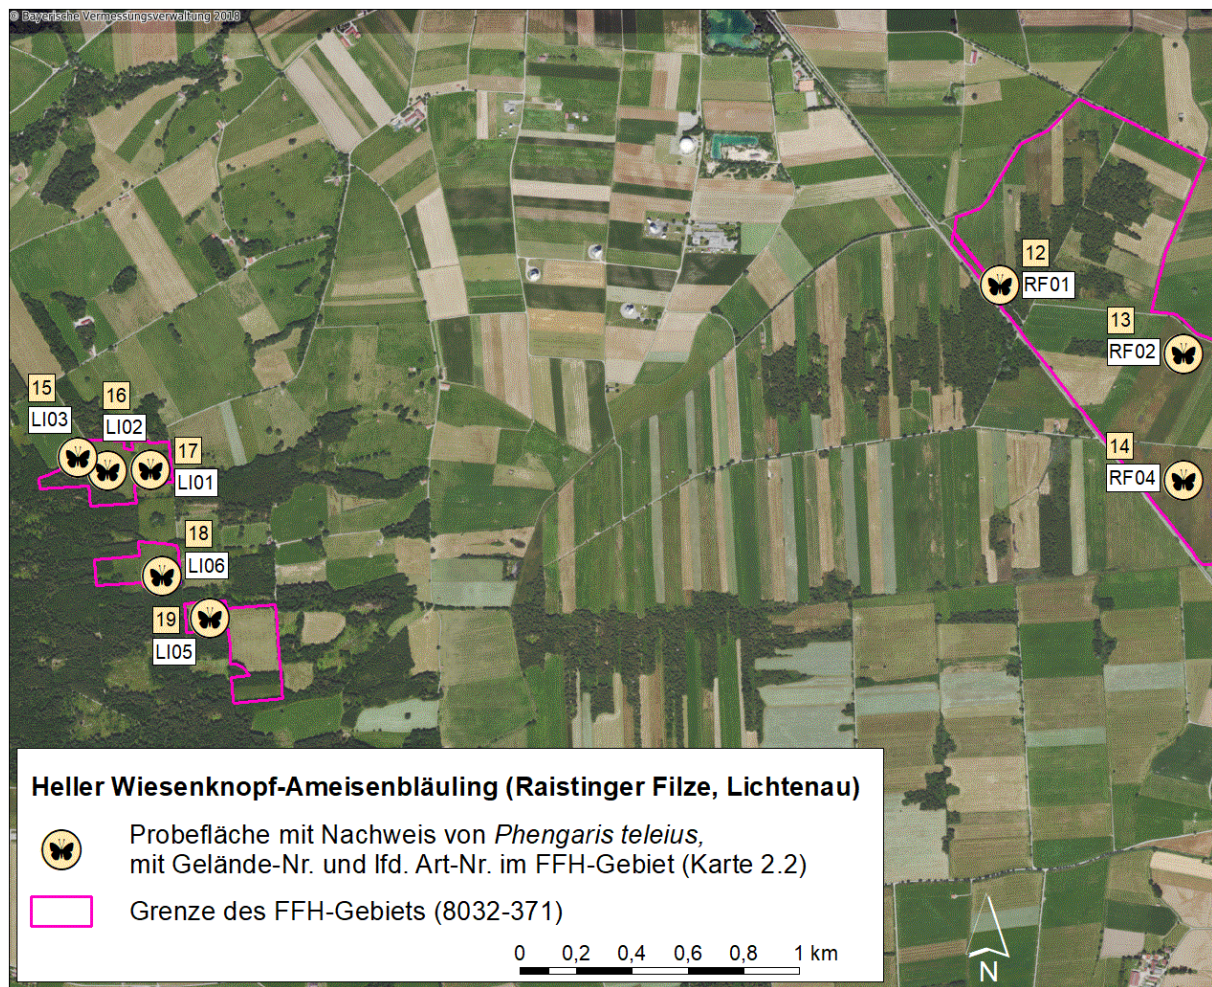 © Bayerische Vermessungsverwaltung 2018
12
RF01
13
RF02
14
RF04
15
LI03
16
LI02
17
LI01
18
LI06
19
LI05
Heller Wiesenknopf-Ameisenbläuling (Raistinger Filze, Lichtenau)
Probefläche mit Nachweis von Phengaris teleius,
mit Gelände-Nr. und lfd. Art-Nr. im FFH-Gebiet (Karte 2.2)
Grenze des FFH-Gebiets (8032-371)
0 0,2 0,4 0,6 0,8 1 km
N